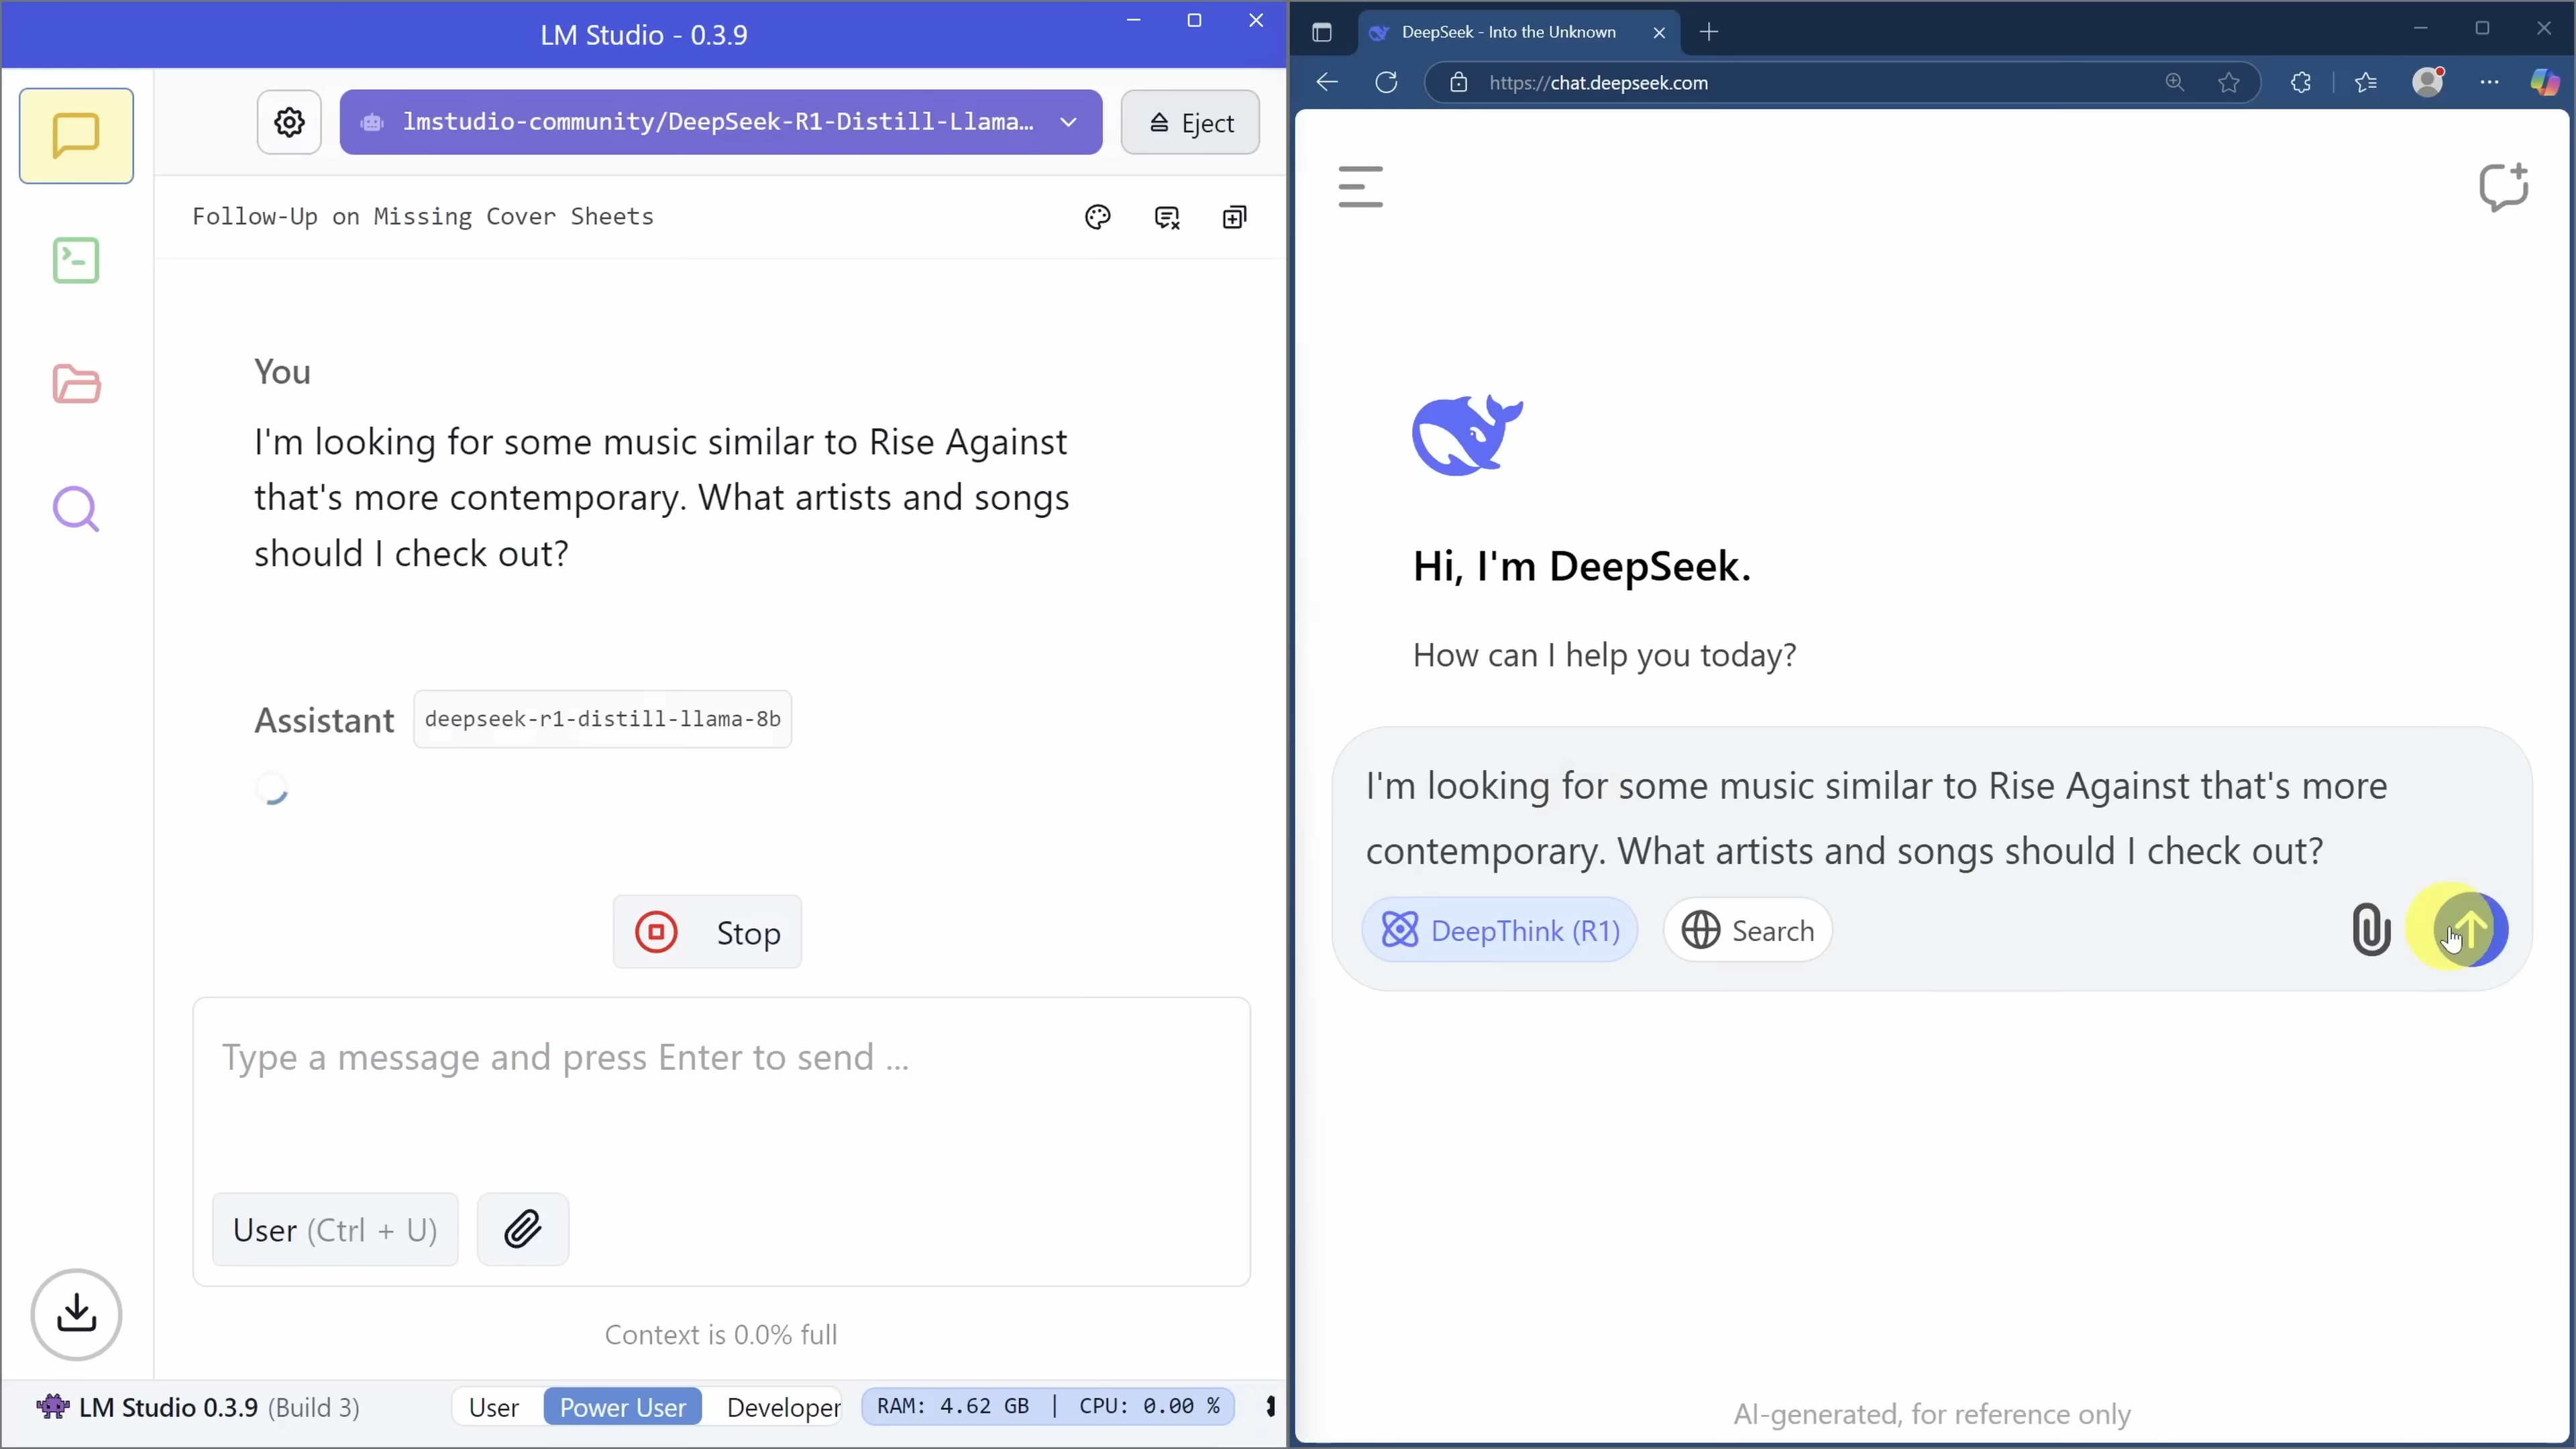 LM Studio - 0.3.9
lmstudio-community/DeepSeek-R1-Distill-Llama...
Eject
Follow-Up on Missing Cover Sheets
You
I'm looking for some music similar to Rise Against
that's more contemporary. What artists and songs
should I check out?
Assistant deepseek-r1-distill-llama-8b
Stop
Type a message and press Enter to send ...
User (Ctrl + U)
Context is 0.0% full
LM Studio 0.3.9 (Build 3)
User Power User Developer
RAM: 4.62 GB | CPU: 0.00 %
DeepSeek - Into the Unknown
https://chat.deepseek.com
Hi, I'm DeepSeek.
How can I help you today?
I'm looking for some music similar to Rise Against that's more
contemporary. What artists and songs should I check out?
DeepThink (R1) Search
AI-generated, for reference only